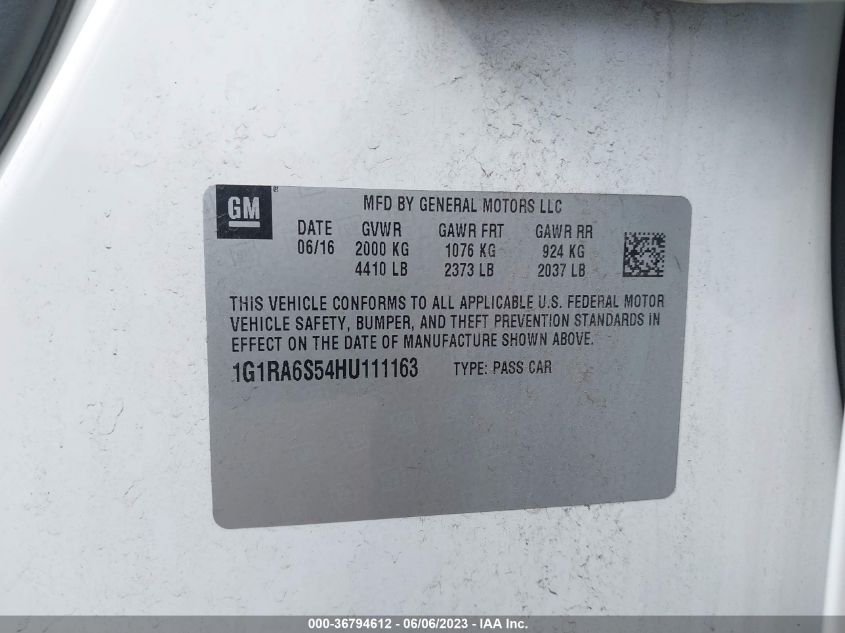 GM
MFD BY GENERAL MOTORS LLC
DATE GVWR GAWR FRT GAWR RR
06/16 2000 KG 1076 KG 924 KG
4410 LB 2373 LB 2037 LB
THIS VEHICLE CONFORMS TO ALL APPLICABLE U.S. FEDERAL MOTOR
VEHICLE SAFETY, BUMPER, AND THEFT PREVENTION STANDARDS IN
EFFECT ON THE DATE OF MANUFACTURE SHOWN ABOVE.
1G1RA6S54HU111163 TYPE: PASS CAR
000-36794612 - 06/06/2023 - IAA Inc.